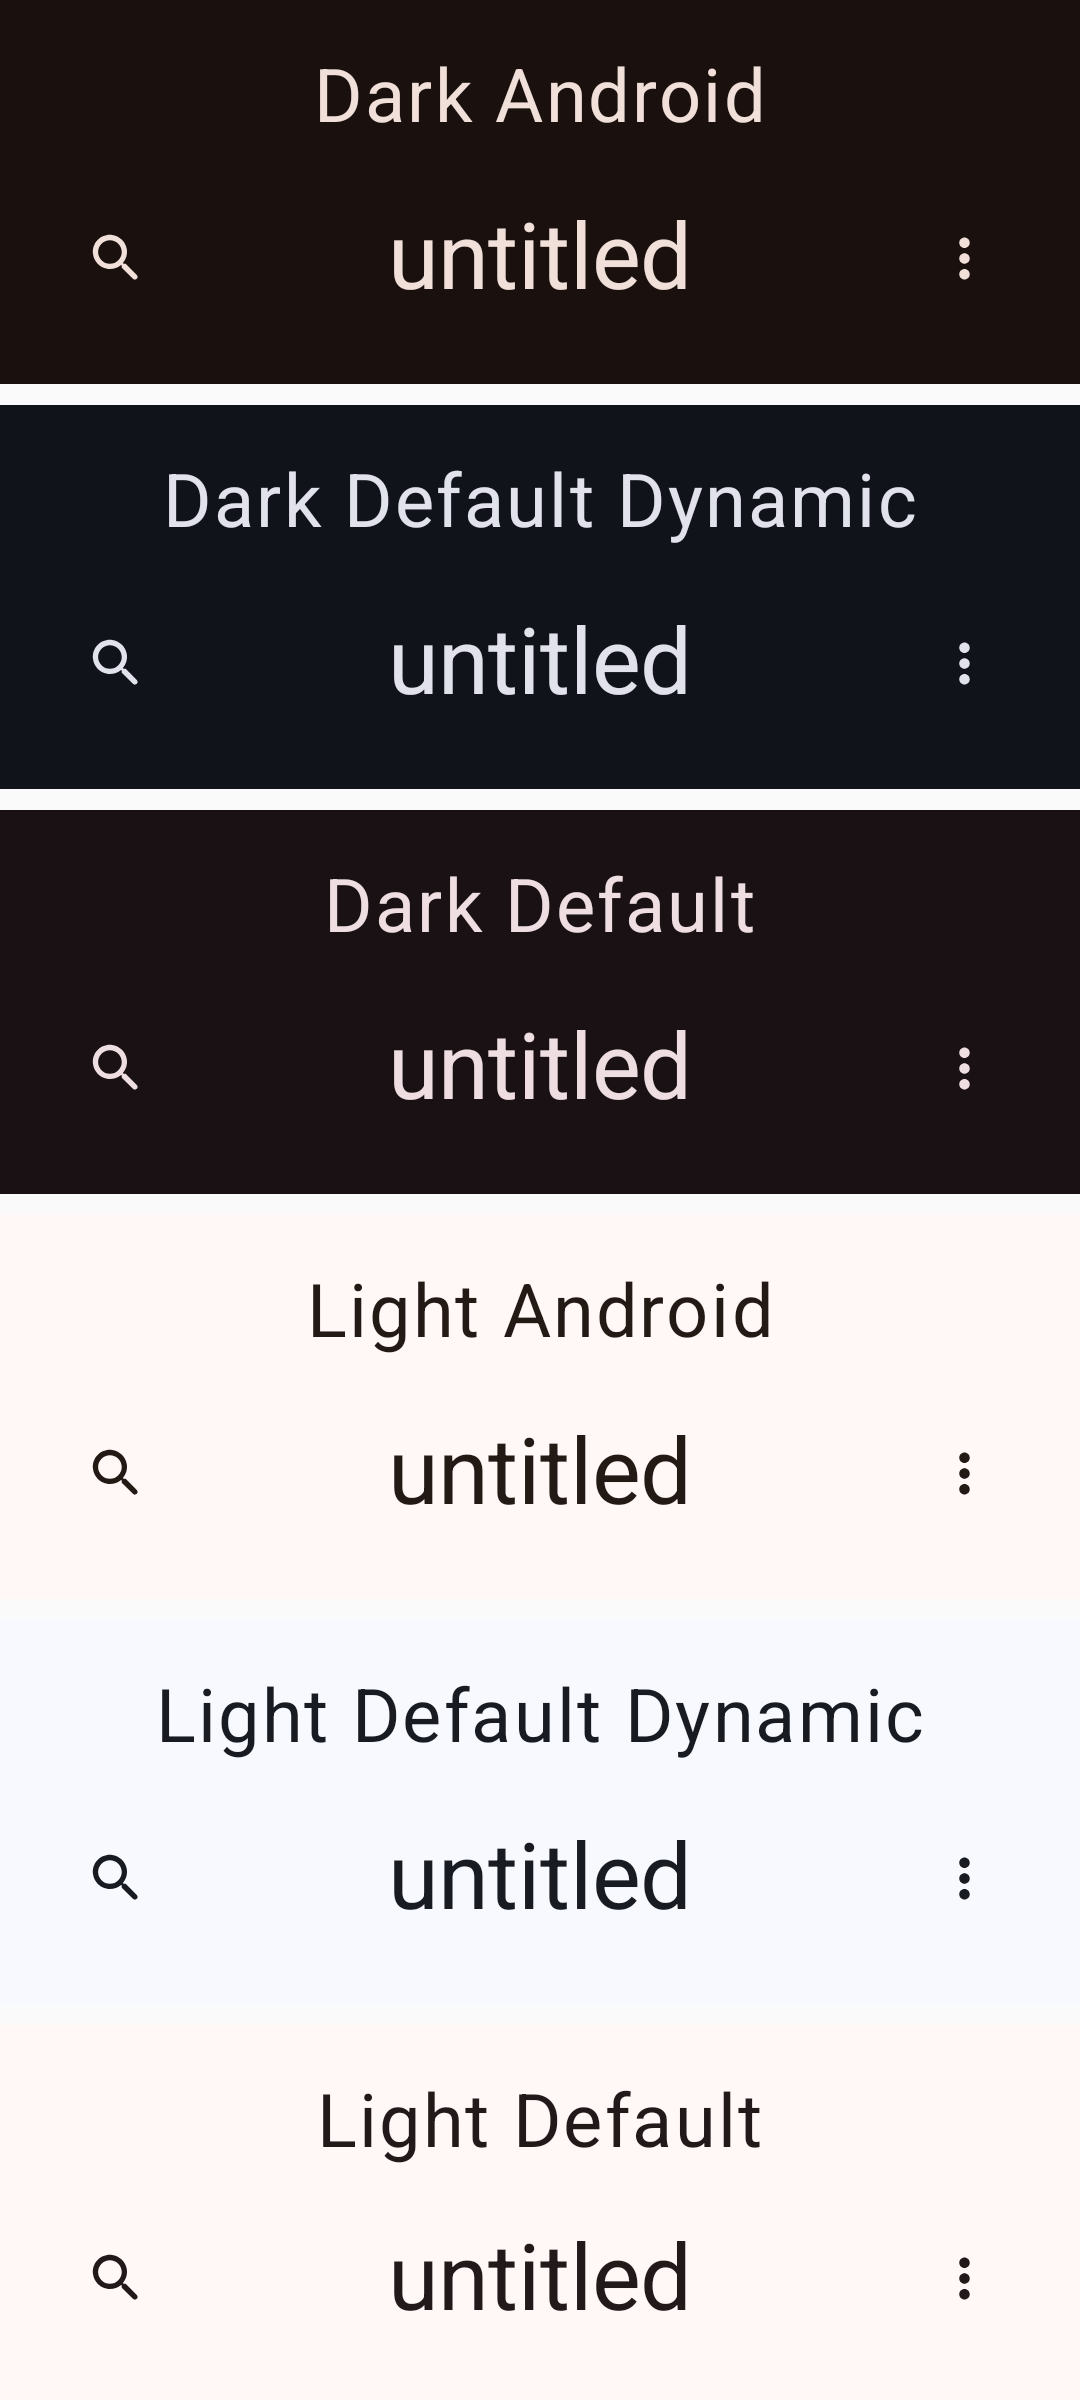 Dark Android
untitled
Dark Default Dynamic
untitled
Dark Default
untitled
Light Android
untitled
Light Default Dynamic
untitled
Light Default
untitled